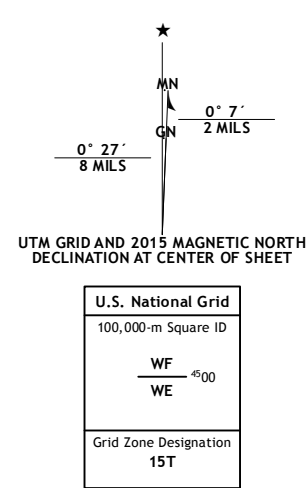 ★
MN
0° 7´
2 MILS
GN
0° 27´
8 MILS
UTM GRID AND 2015 MAGNETIC NORTH
DECLINATION AT CENTER OF SHEET
U.S. National Grid
100,000-m Square ID
WF
4500
WE
Grid Zone Designation
15T